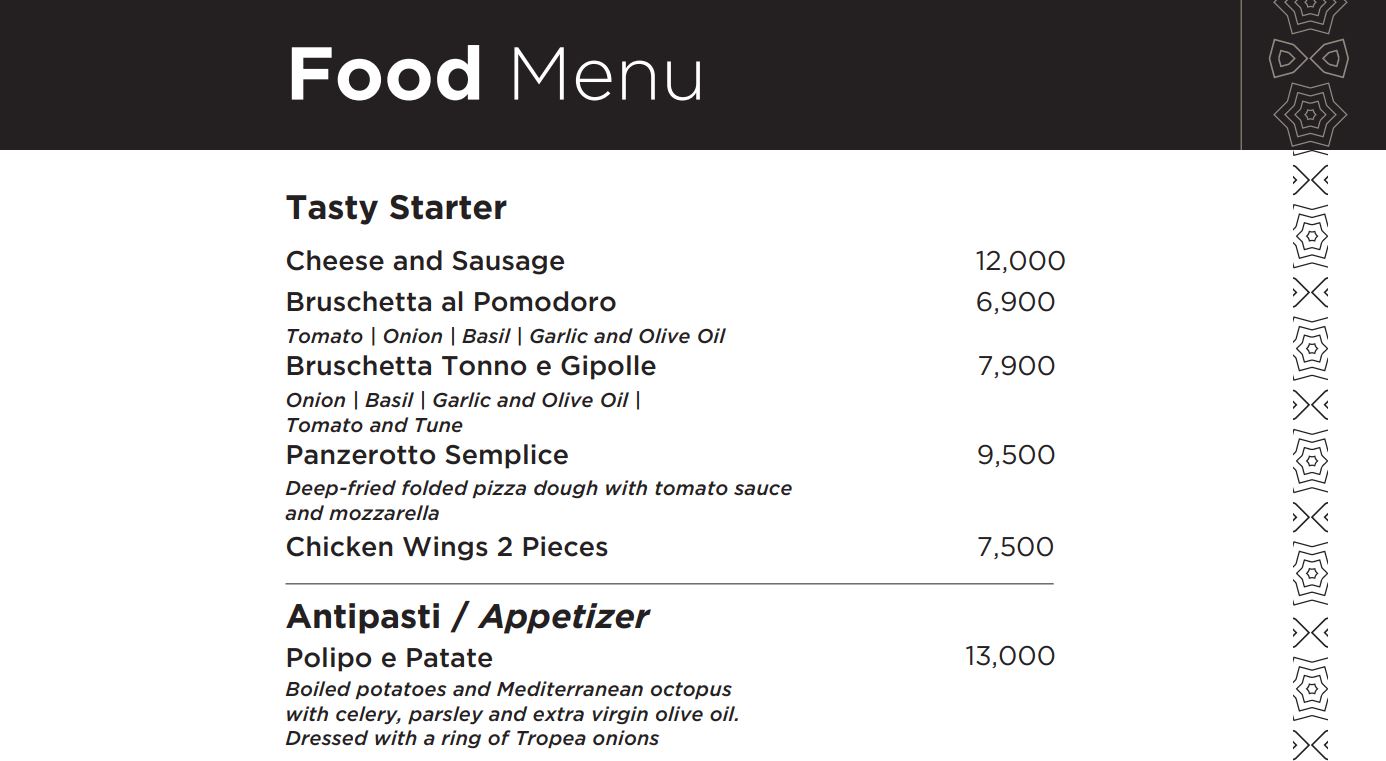 Food Menu
Tasty Starter
Cheese and Sausage 12,000
Bruschetta al Pomodoro 6,900
Tomato | Onion | Basil | Garlic and Olive Oil
Bruschetta Tonno e Gipolle 7,900
Onion | Basil | Garlic and Olive Oil |
Tomato and Tune
Panzerotto Semplice 9,500
Deep-fried folded pizza dough with tomato sauce
and mozzarella
Chicken Wings 2 Pieces 7,500
Antipasti / Appetizer
Polipo e Patate 13,000
Boiled potatoes and Mediterranean octopus
with celery, parsley and extra virgin olive oil.
Dressed with a ring of Tropea onions